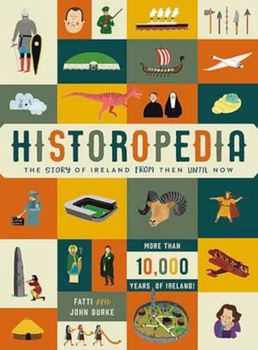 HISTOROPEDIA
THE STORY OF IRELAND FROM THEN UNTIL NOW
MORE THAN
10,000
YEARS OF IRELAND!
FATTI AND
JOHN BURKE